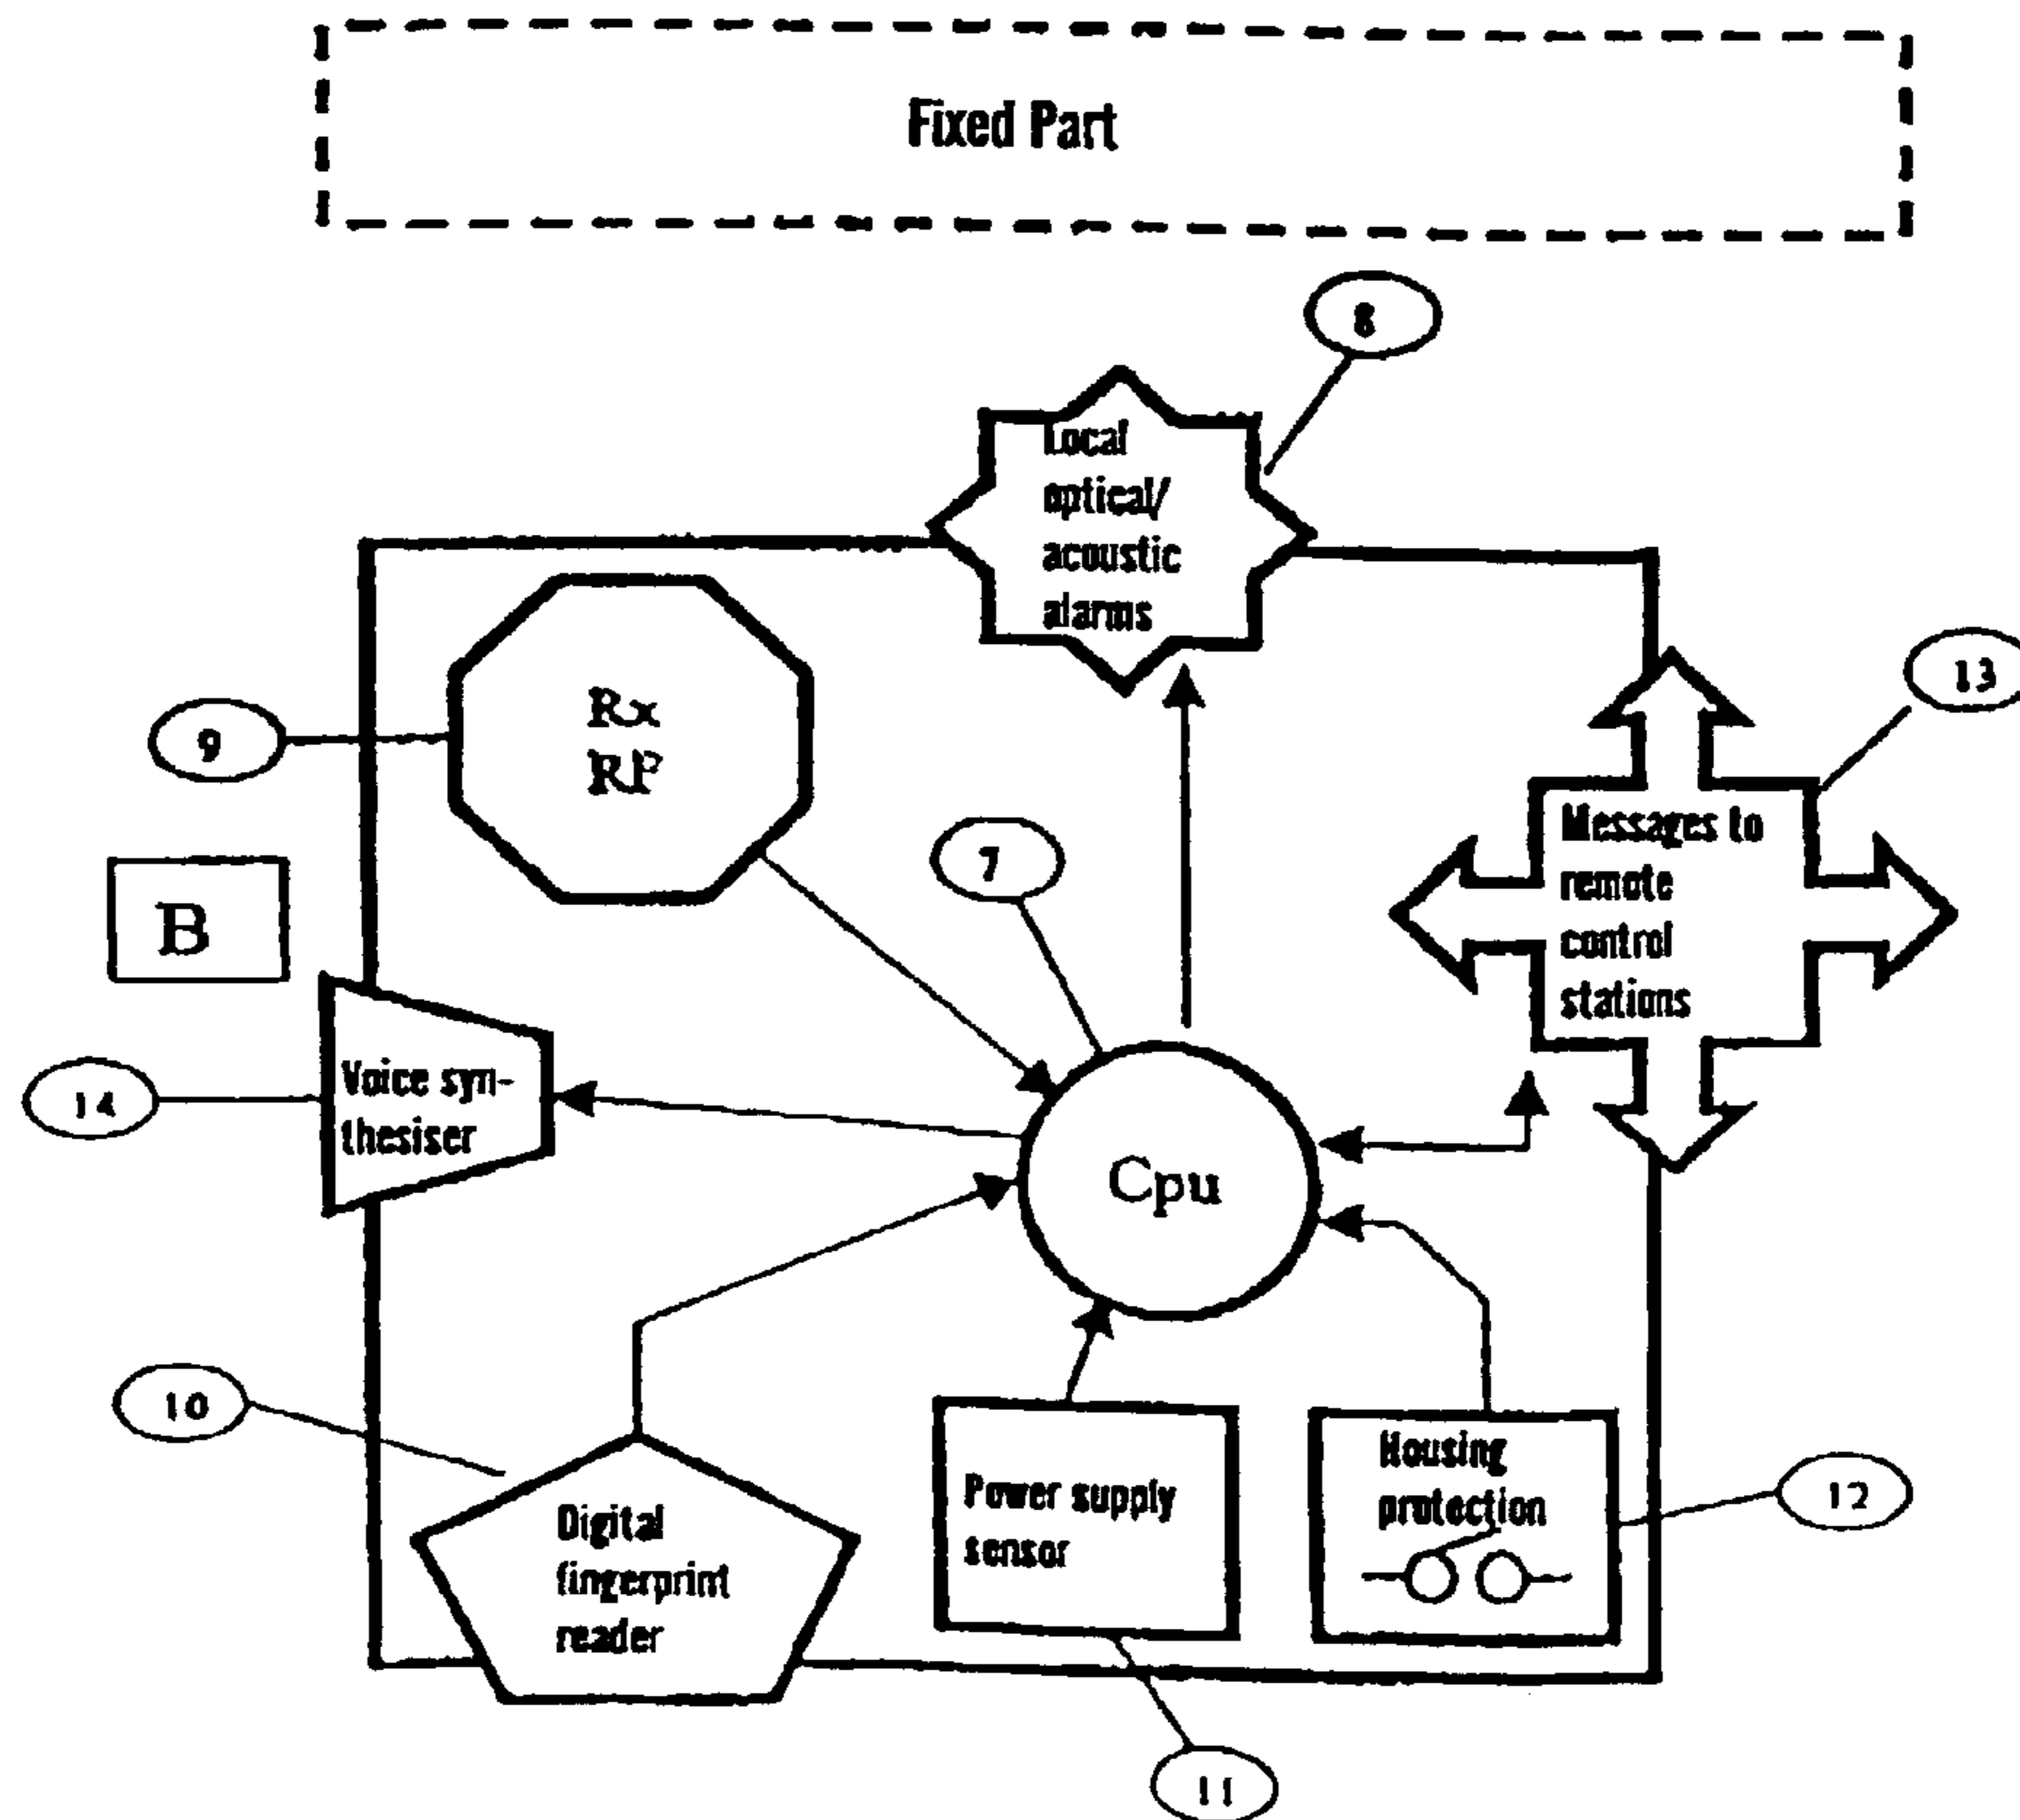 Fixed Part
8
Local
optical/
acoustic
alarms
13
Rx
RF
9
Messages to
remote
control
stations
7
B
Voice syn-
thesiser
14
Cpu
10
Digital
fingerprint
reader
Power supply
sensor
Housing
protection
12
11